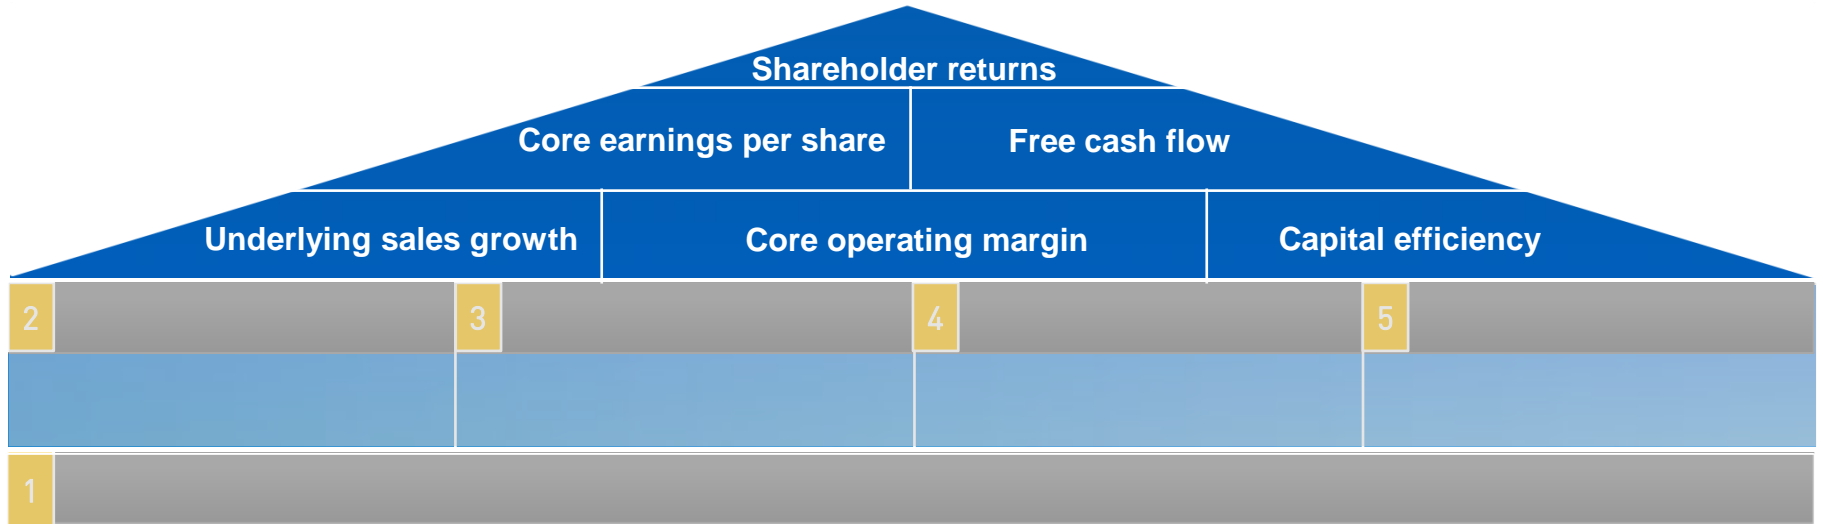 Shareholder returns
Core earnings per share
Free cash flow
Underlying sales growth
Core operating margin
Capital efficiency
2
3
4
5
1